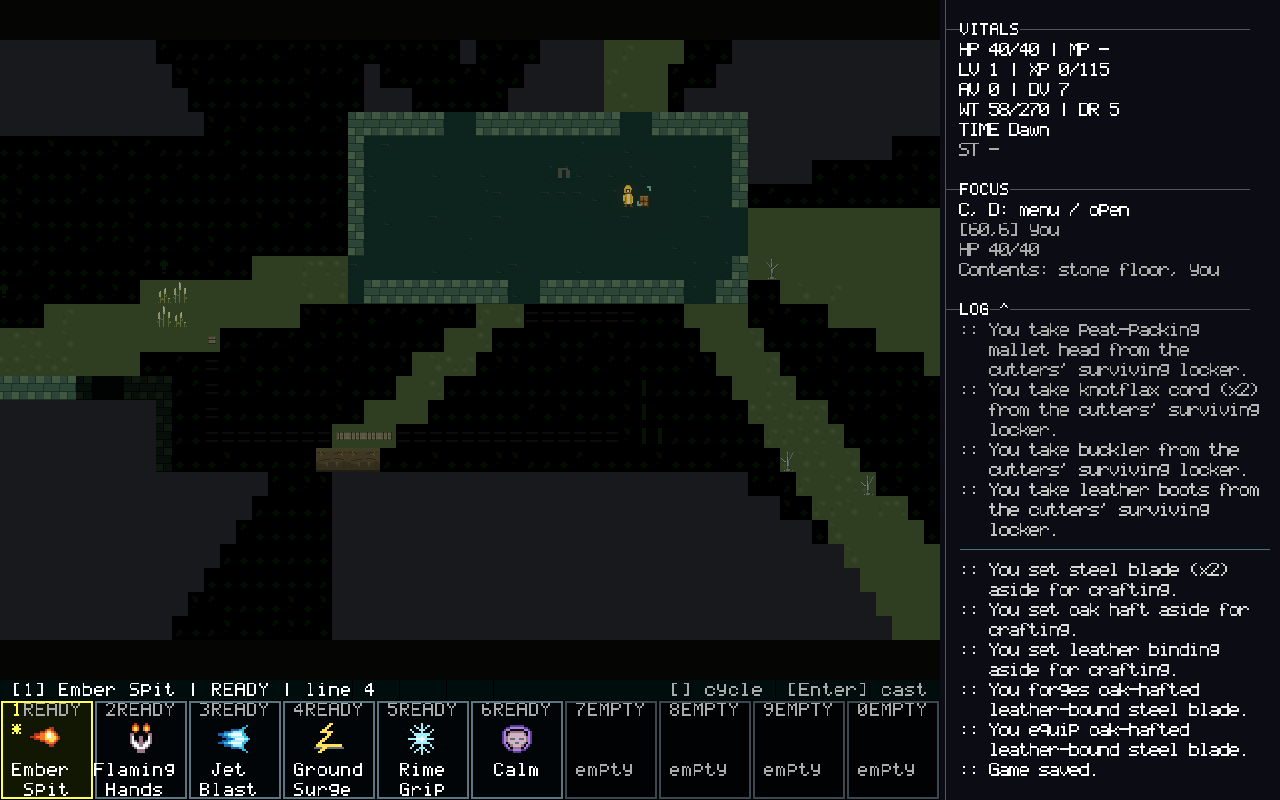 VITALS
HP 40/40 | MP -
LV 1 | XP 0/115
AV 0 | DV 7
WT 58/270 | DR 5
TIME Dawn
ST -
FOCUS
C, D: menu / oPen
[60,6] You
HP 40/40
Contents: stone floor, You
LOG ^
:: You take Peat-Packing
mallet head from the
cutters' surviving locker.
:: You take knotflax cord (x2)
from the cutters' surviving
locker.
:: You take buckler from the
cutters' surviving locker.
:: You take leather boots from
the cutters' surviving
locker.
:: You set steel blade (x2)
aside for crafting.
:: You set oak haft aside for
crafting.
:: You set leather binding
aside for crafting.
:: You forges oak-hafted
leather-bound steel blade.
:: You equiP oak-hafted
leather-bound steel blade.
:: Game saved.
n
[1] Ember SPit | READY | line 4
[] cycle [Enter] cast
1READY 2READY 3READY 4READY 5READY 6READY 7EMPTY 8EMPTY 9EMPTY 0EMPTY
*
Ember Flaming Jet Ground Rime Calm emPty emPty emPty emPty
SPit Hands Blast Surge GriP